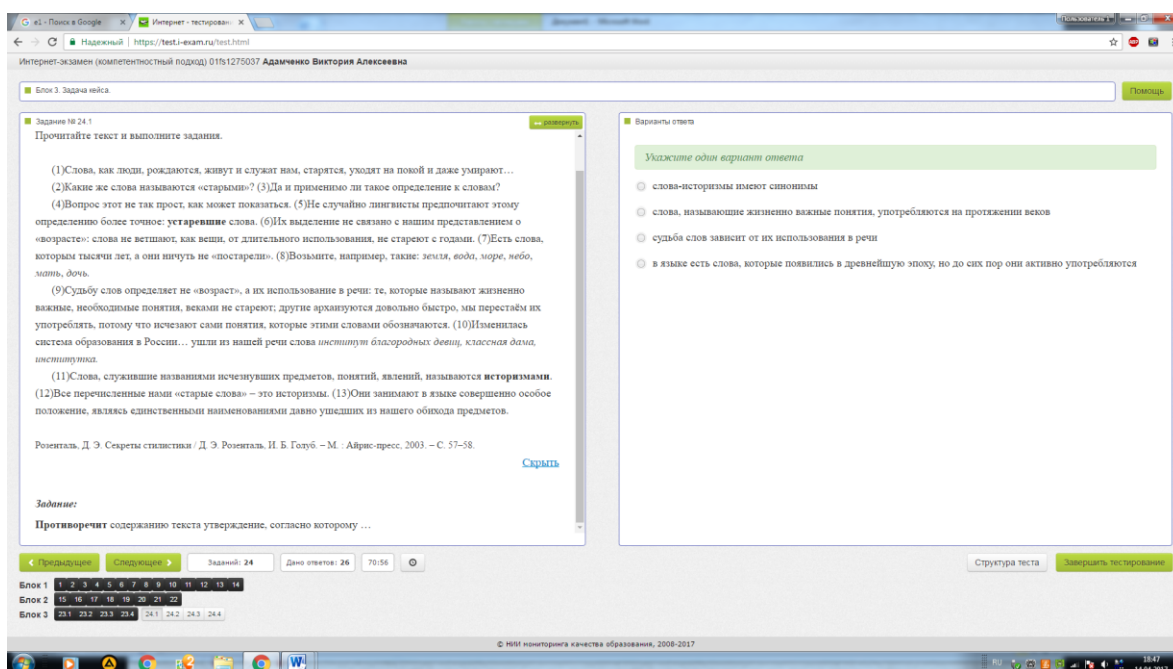 e1 - Поиск в Google
Интернет - тестирован
Надежный | https://test.i-exam.ru/test.html
Интернет-экзамен (компетентностный подход) 01fs1275037 Адамченко Виктория Алексеевна
Блок 3. Задача кейса.
Помощь
Задание № 24.1
развернуть
Прочитайте текст и выполните задания.
(1)Слова, как люди, рождаются, живут и служат нам, старятся, уходят на покой и даже умирают…
(2)Какие же слова называются «старыми»? (3)Да и применимо ли такое определение к словам?
(4)Вопрос этот не так прост, как может показаться. (5)Не случайно лингвисты предпочитают этому
определению более точное: устаревшие слова. (6)Их выделение не связано с нашим представлением о
«возрасте»: слова не ветшают, как вещи, от длительного использования, не стареют с годами. (7)Есть слова,
которым тысячи лет, а они ничуть не «постарели». (8)Возьмите, например, такие: земля, вода, море, небо,
мать, дочь.
(9)Судьбу слов определяет не «возраст», а их использование в речи: те, которые называют жизненно
важные, необходимые понятия, веками не стареют; другие архаизуются довольно быстро, мы перестаём их
употреблять, потому что исчезают сами понятия, которые этими словами обозначаются. (10)Изменилась
система образования в России… ушли из нашей речи слова институт благородных девиц, классная дама,
институтка.
(11)Слова, служившие названиями исчезнувших предметов, понятий, явлений, называются историзмами.
(12)Все перечисленные нами «старые слова» – это историзмы. (13)Они занимают в языке совершенно особое
положение, являясь единственными наименованиями давно ушедших из нашего обихода предметов.
Розенталь, Д. Э. Секреты стилистики / Д. Э. Розенталь, И. Б. Голуб. – М. : Айрис-пресс, 2003. – С. 57–58.
Скрыть
Задание:
Противоречит содержанию текста утверждение, согласно которому …
Варианты ответа
Укажите один вариант ответа
слова-историзмы имеют синонимы
слова, называющие жизненно важные понятия, употребляются на протяжении веков
судьба слов зависит от их использования в речи
в языке есть слова, которые появились в древнейшую эпоху, но до сих пор они активно употребляются
Предыдущее
Следующее
Заданий: 24
Дано ответов: 26
70:56
Структура теста
Завершить тестирование
Блок 1 1 2 3 4 5 6 7 8 9 10 11 12 13 14
Блок 2 15 16 17 18 19 20 21 22
Блок 3 23.1 23.2 23.3 23.4 24.1 24.2 24.3 24.4
© НИИ мониторинга качества образования, 2008-2017
RU
18:47
14.04.2017